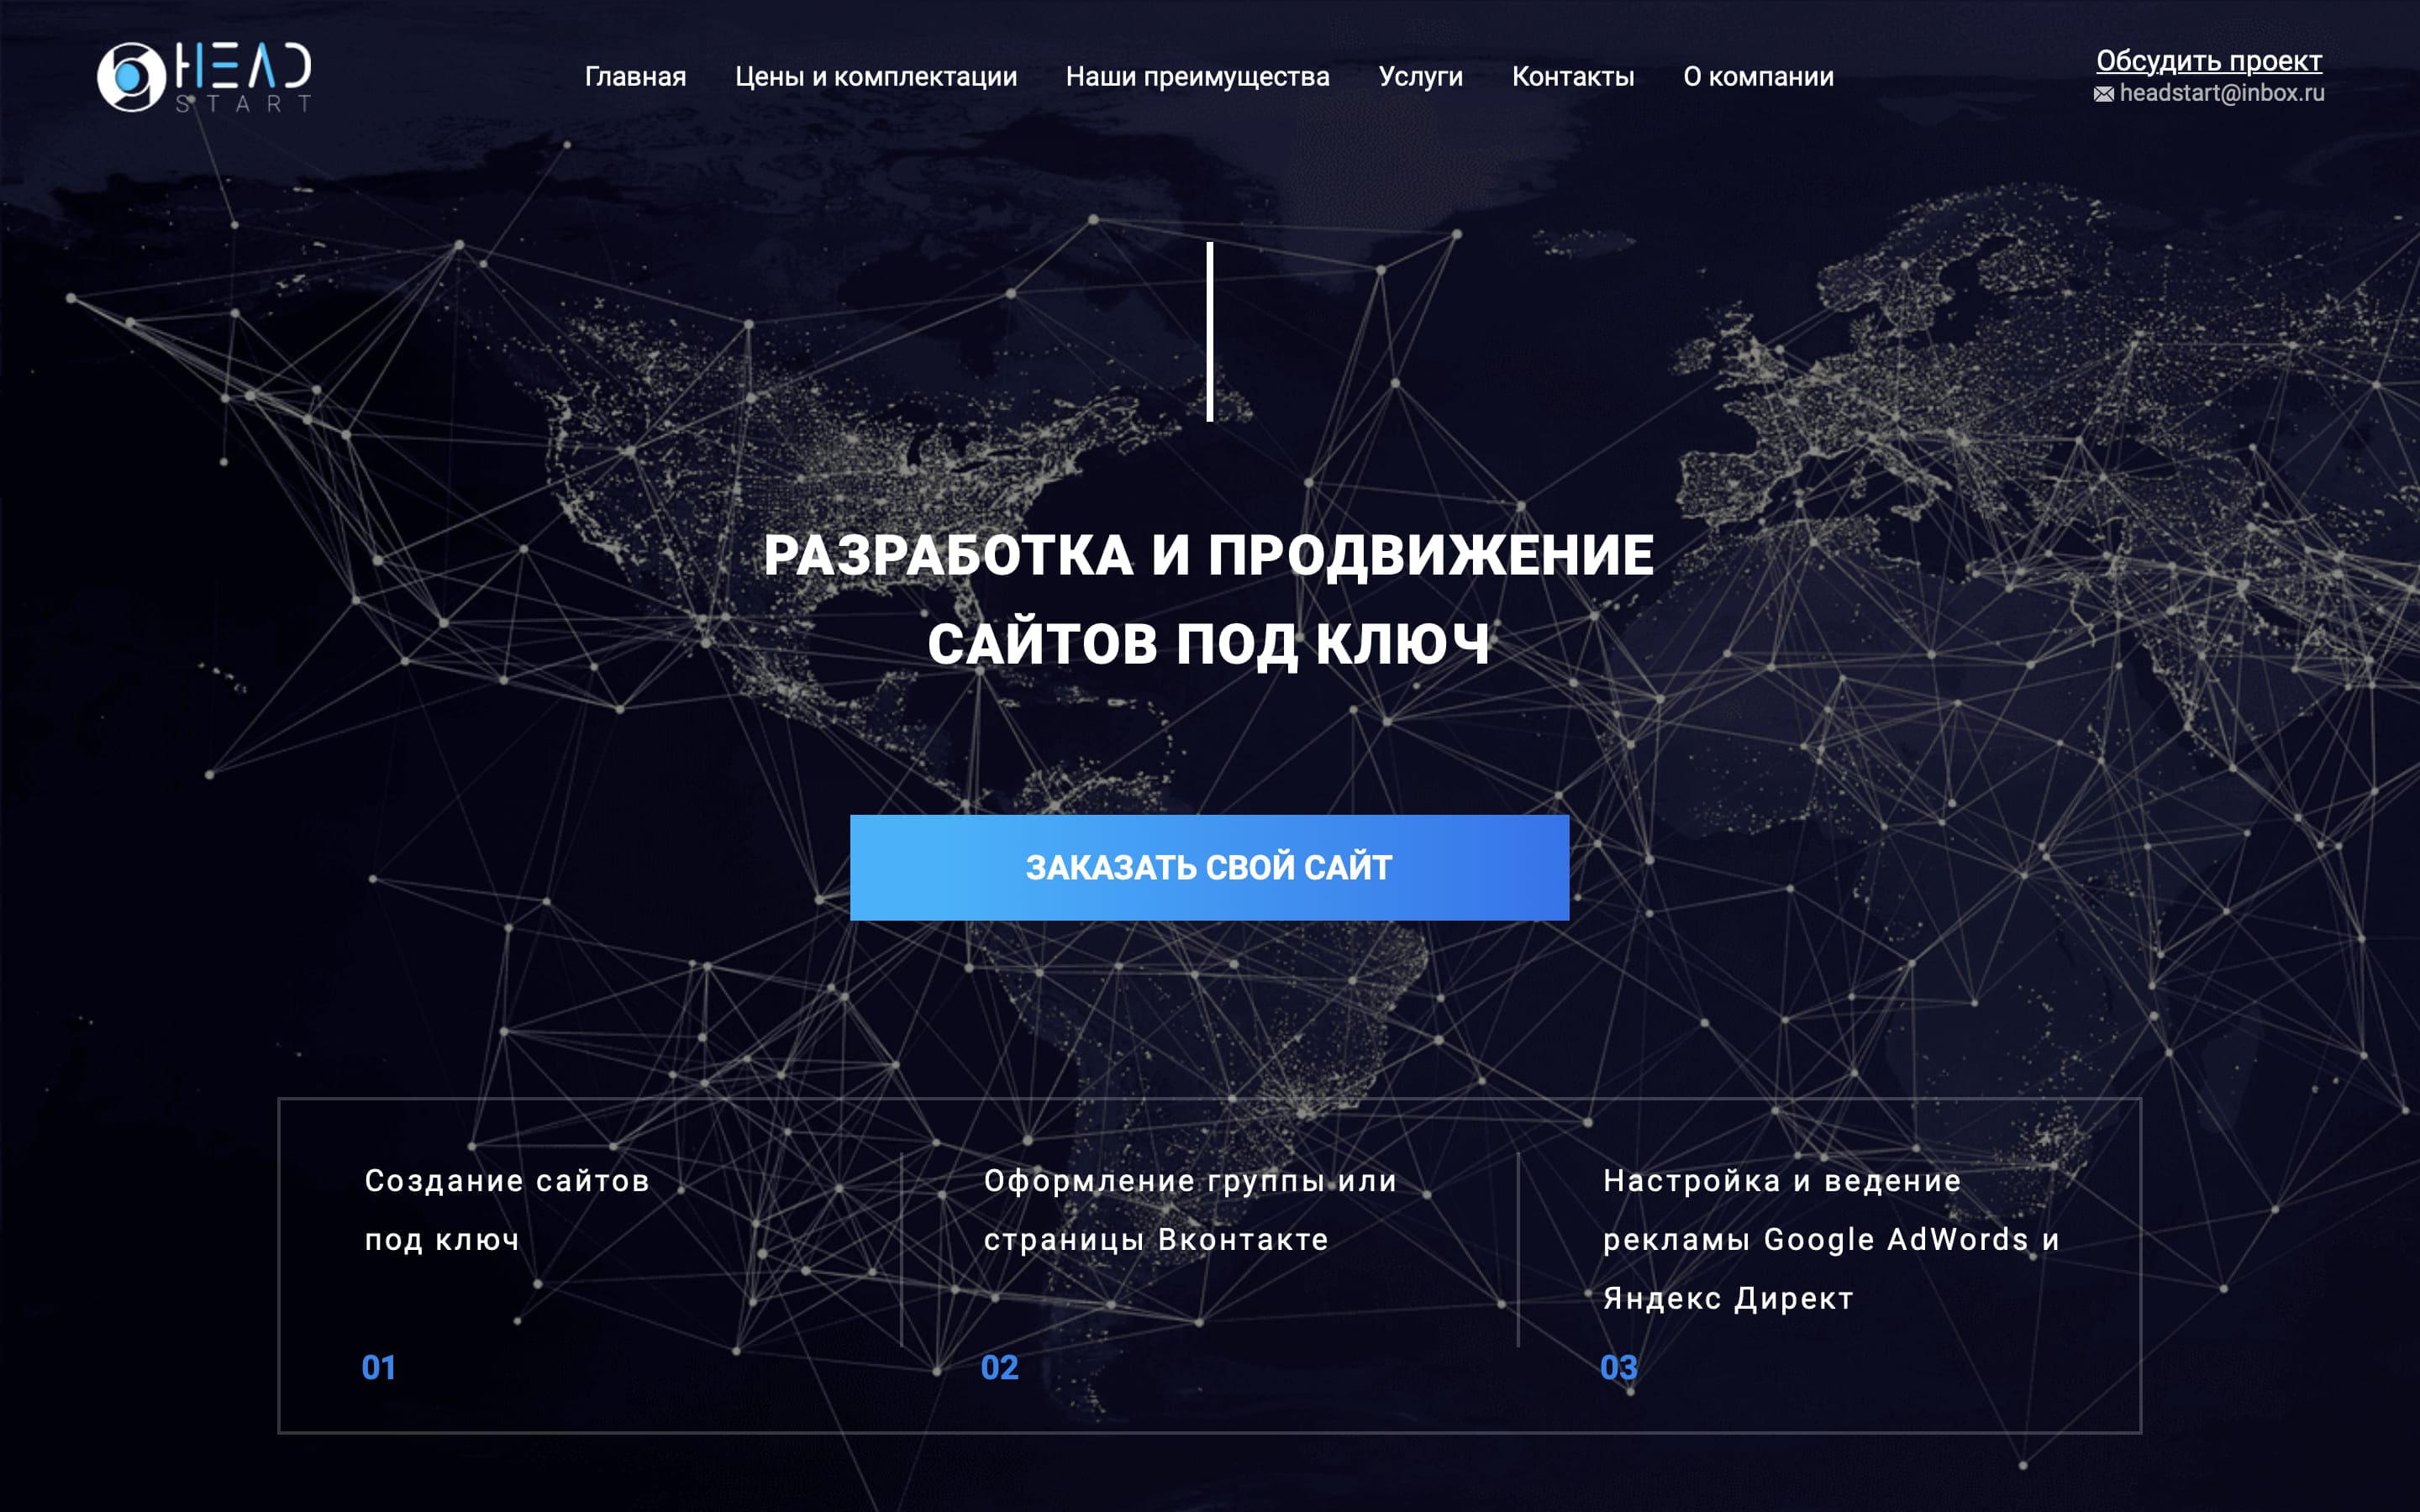 HEAD
START
Главная Цены и комплектации Наши преимущества Услуги Контакты О компании
Обсудить проект
headstart@inbox.ru
РАЗРАБОТКА И ПРОДВИЖЕНИЕ
САЙТОВ ПОД КЛЮЧ
ЗАКАЗАТЬ СВОЙ САЙТ
Создание сайтов
под ключ
01
Оформление группы или
страницы Вконтакте
02
Настройка и ведение
рекламы Google AdWords и
Яндекс Директ
03